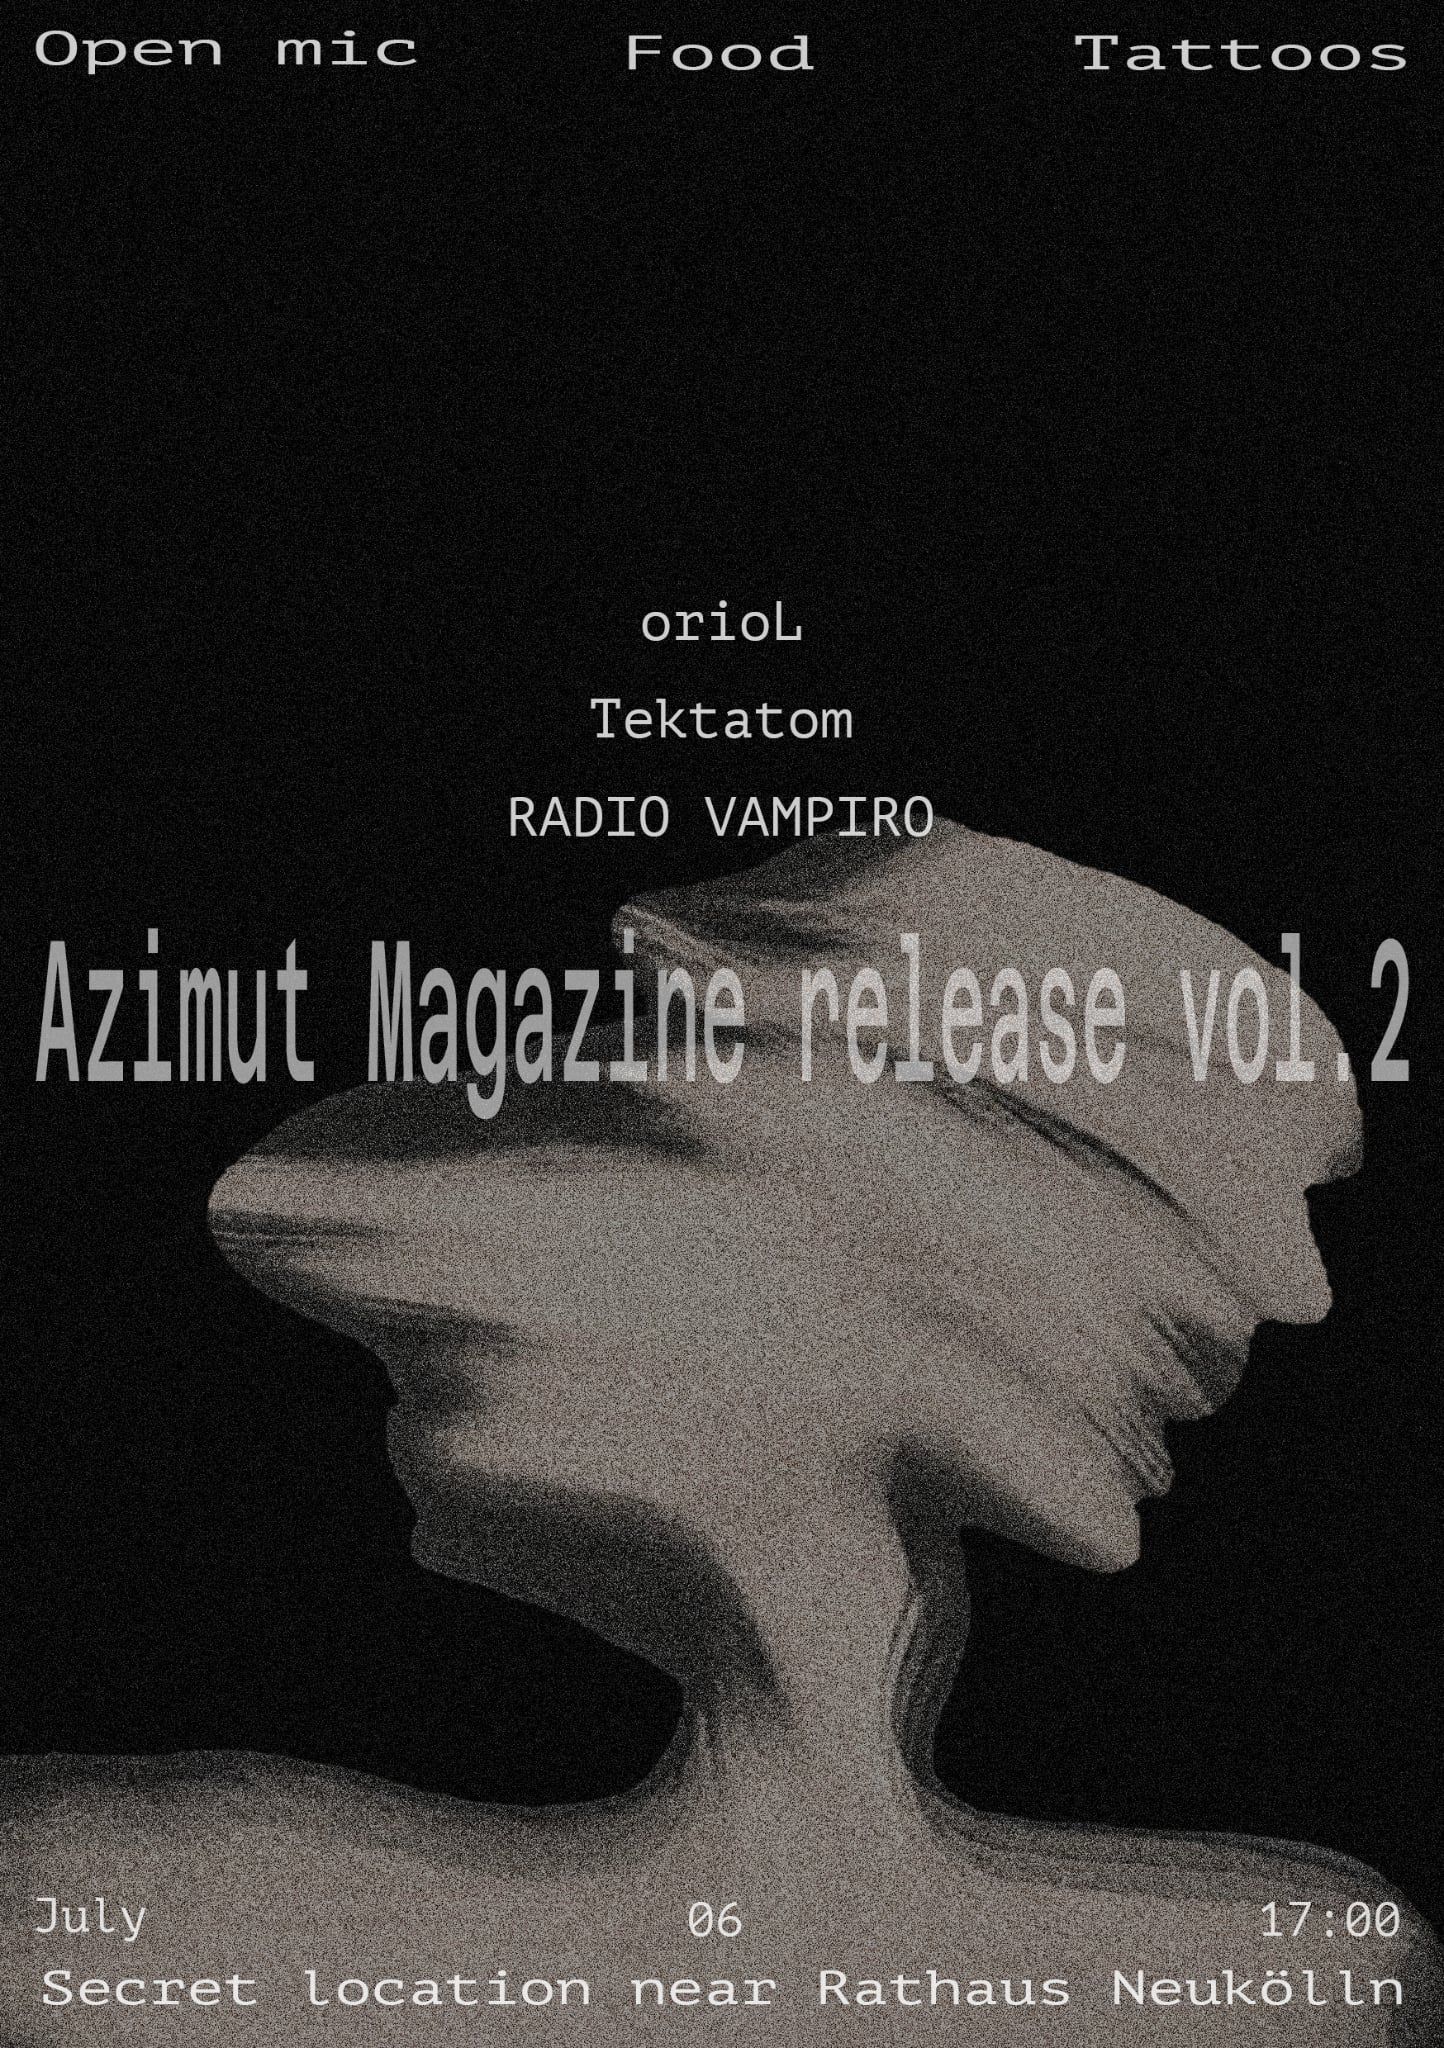 Open mic Food Tattoos
orioL
Tektatom
RADIO VAMPIRO
Azimut Magazine release vol.2
July 06 17:00
Secret location near Rathaus Neukölln